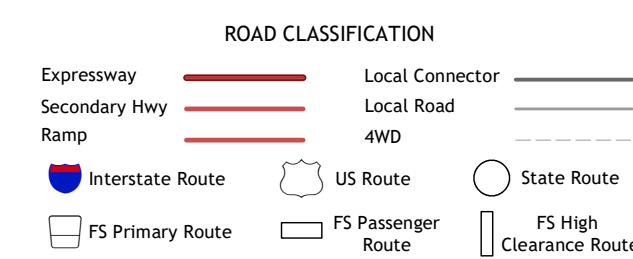 ROAD CLASSIFICATION
Expressway
Local Connector
Secondary Hwy
Local Road
Ramp
4WD
Interstate Route
US Route
State Route
FS Primary Route
FS Passenger
Route
FS High
Clearance Route